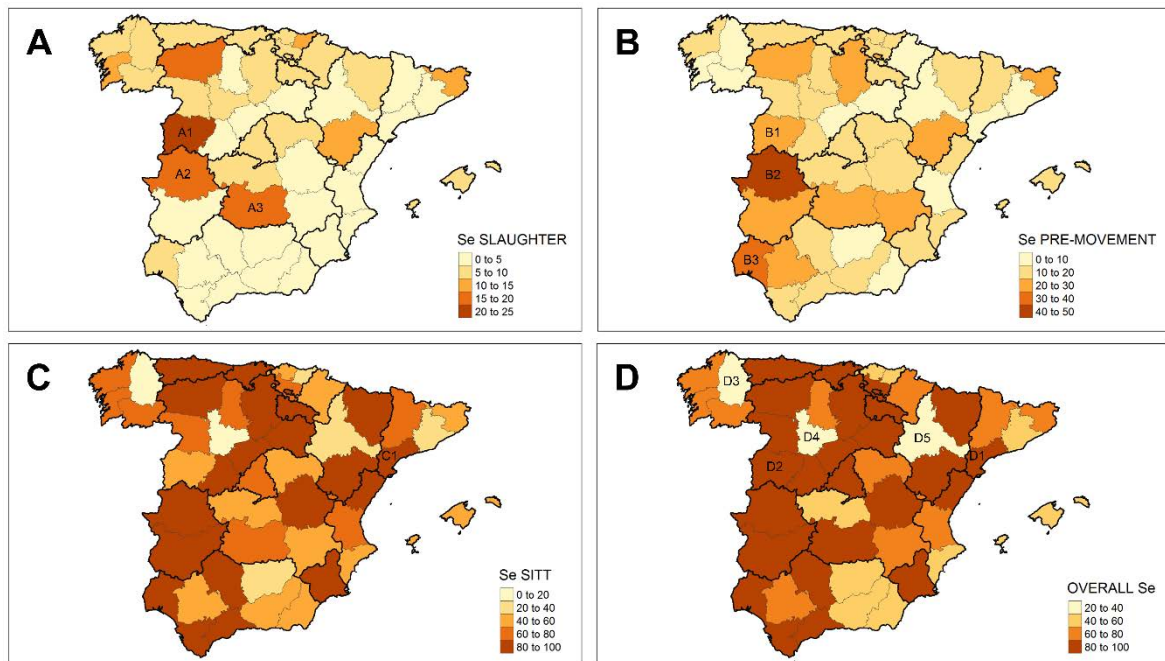 A
A1
A2
A3
Se SLAUGHTER
0 to 5
5 to 10
10 to 15
15 to 20
20 to 25
B
B1
B2
B3
Se PRE-MOVEMENT
0 to 10
10 to 20
20 to 30
30 to 40
40 to 50
C
C1
Se SITT
0 to 20
20 to 40
40 to 60
60 to 80
80 to 100
D
D3
D4
D5
D2
D1
OVERALL Se
20 to 40
40 to 60
60 to 80
80 to 100